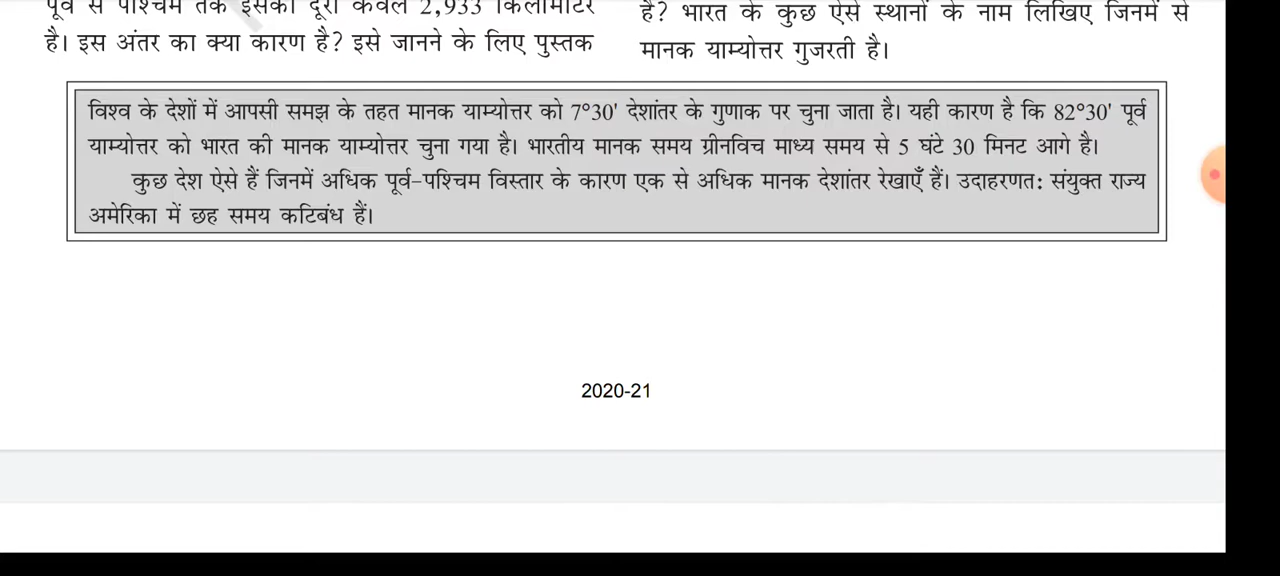 पूर्व से पश्चिम तक इसकी दूरी केवल 2,933 किलोमीटर
है। इस अंतर का क्या कारण है? इसे जानने के लिए पुस्तक
है? भारत के कुछ ऐसे स्थानों के नाम लिखिए जिनमें से
मानक याम्योत्तर गुजरती है।
विश्व के देशों में आपसी समझ के तहत मानक याम्योत्तर को 7°30' देशांतर के गुणाक पर चुना जाता है। यही कारण है कि 82°30' पूर्व
याम्योत्तर को भारत की मानक याम्योत्तर चुना गया है। भारतीय मानक समय ग्रीनविच माध्य समय से 5 घंटे 30 मिनट आगे है।
कुछ देश ऐसे हैं जिनमें अधिक पूर्व-पश्चिम विस्तार के कारण एक से अधिक मानक देशांतर रेखाएँ हैं। उदाहरणत: संयुक्त राज्य
अमेरिका में छह समय कटिबंध हैं।
2020-21